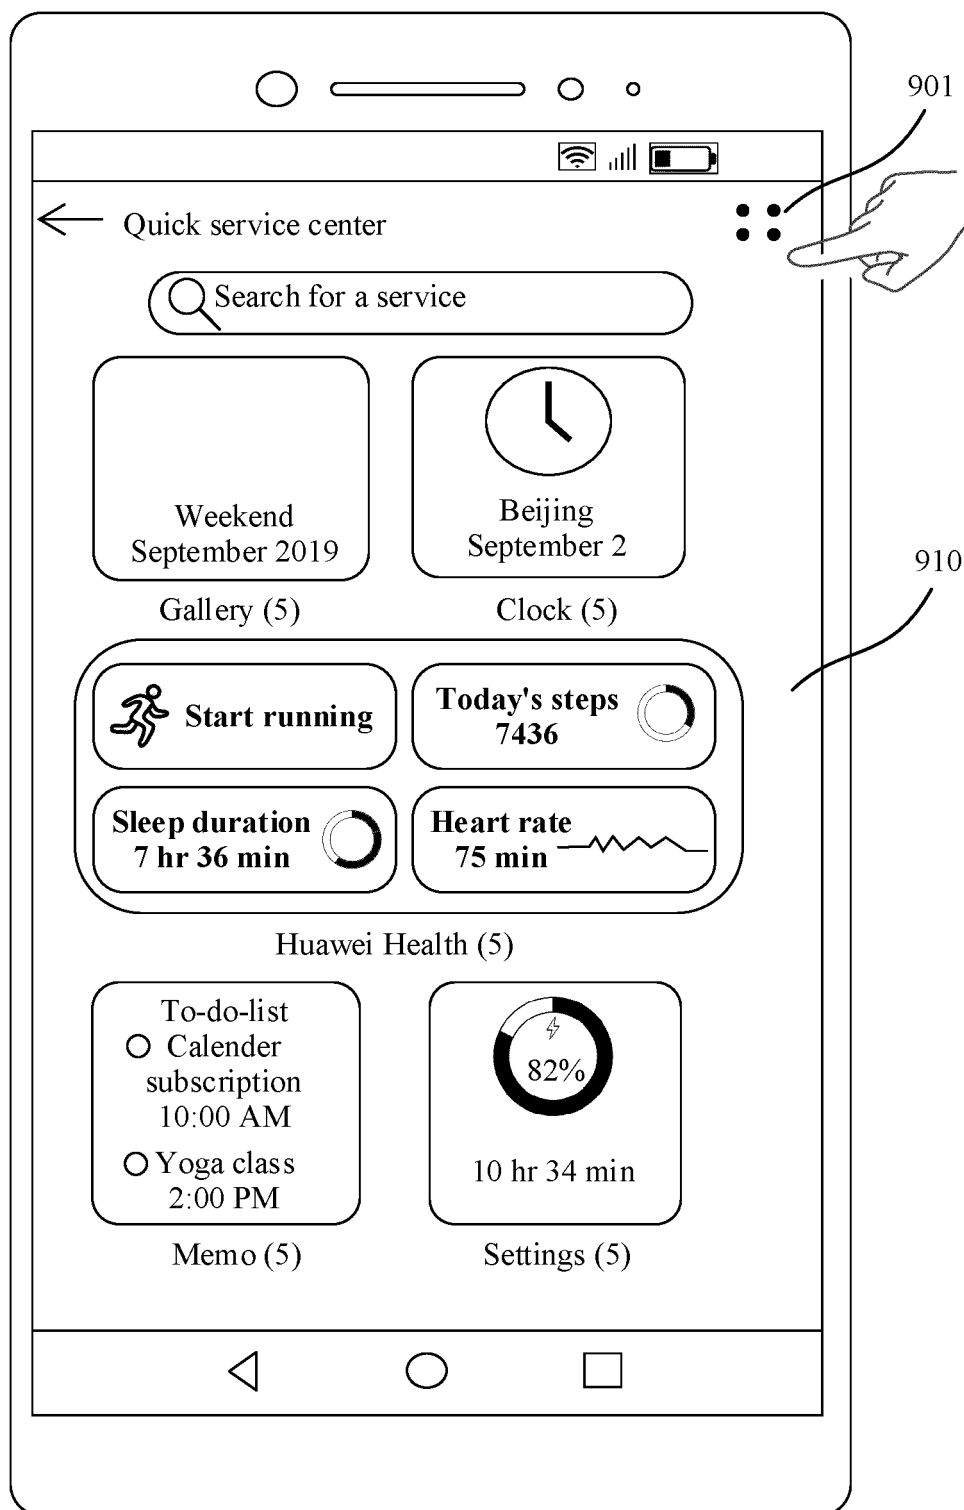 901
Quick service center
Search for a service
Weekend
September 2019
Gallery (5)
Beijing
September 2
Clock (5)
910
Start running
Today's steps
7436
Sleep duration
7 hr 36 min
Heart rate
75 min
Huawei Health (5)
To-do-list
Calender
subscription
10:00 AM
Yoga class
2:00 PM
Memo (5)
82%
10 hr 34 min
Settings (5)